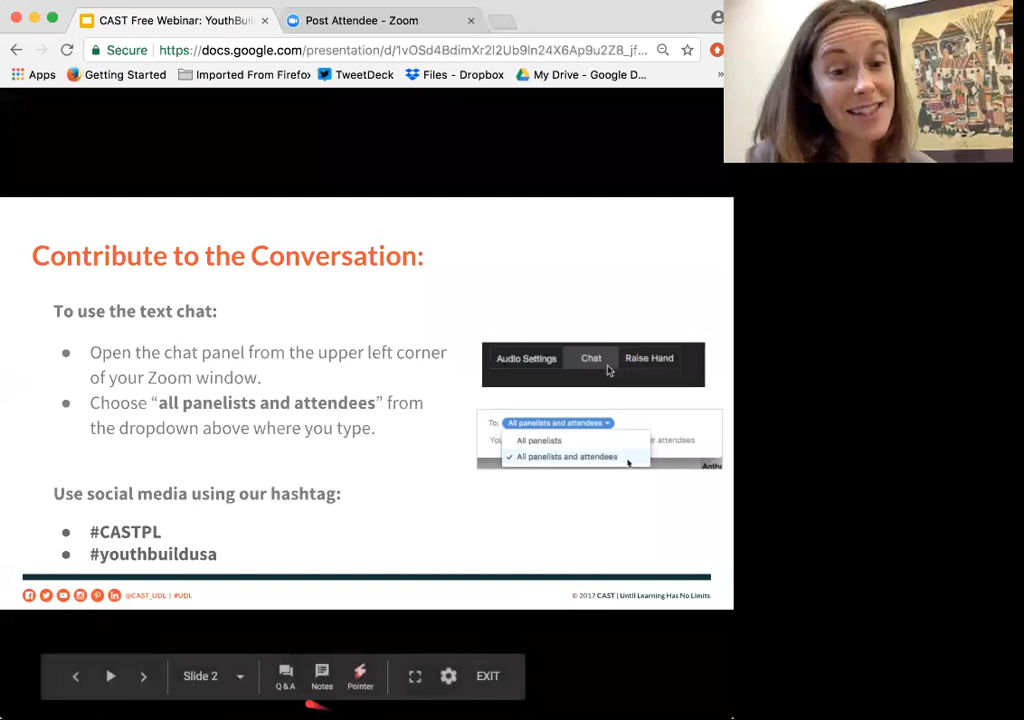 CAST Free Webinar: YouthBuil
Post Attendee - Zoom
Secure
https://docs.google.com/presentation/d/1vOSd4BdimXr2l2Ub9ln24X6Ap9u2Z8_jf...
Apps
Getting Started
Imported From Firefox
TweetDeck
Files - Dropbox
My Drive - Google D...
»
Contribute to the Conversation:
To use the text chat:
● Open the chat panel from the upper left corner
of your Zoom window.
● Choose “all panelists and attendees” from
the dropdown above where you type.
Audio Settings Chat Raise Hand
To: All panelists and attendees
You
All panelists
r attendees
✓ All panelists and attendees
Use social media using our hashtag:
● #CASTPL
● #youthbuildusa
@CAST_UDL | #UDL
© 2017 CAST | Until Learning Has No Limits
Slide 2
Q & A
Notes
Pointer
EXIT